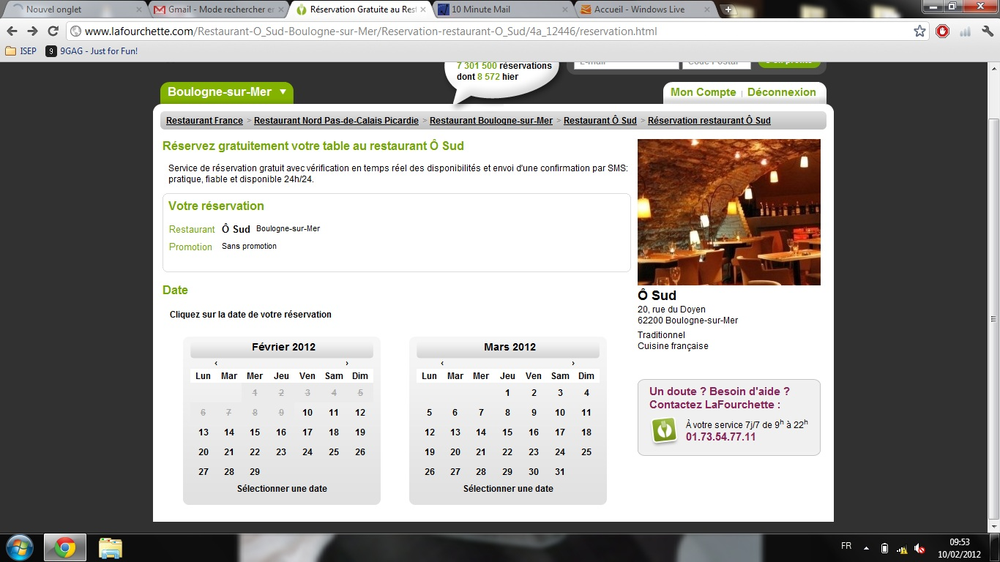 Nouvel onglet
Gmail - Mode rechercher er
Réservation Gratuite au Rest
10 Minute Mail
Accueil - Windows Live
www.lafourchette.com/Restaurant-O_Sud-Boulogne-sur-Mer/Reservation-restaurant-O_Sud/4a_12446/reservation.html
ISEP
9 9GAG - Just for Fun!
7 301 500 réservations
dont 8 572 hier
E-mail
Code Postal
Boulogne-sur-Mer
Mon Compte | Déconnexion
Restaurant France > Restaurant Nord Pas-de-Calais Picardie > Restaurant Boulogne-sur-Mer > Restaurant Ô Sud > Réservation restaurant Ô Sud
Réservez gratuitement votre table au restaurant Ô Sud
Service de réservation gratuit avec vérification en temps réel des disponibilités et envoi d'une confirmation par SMS:
pratique, fiable et disponible 24h/24.
Votre réservation
Restaurant Ô Sud Boulogne-sur-Mer
Promotion Sans promotion
Date
Cliquez sur la date de votre réservation
Février 2012
‹ ›
Lun Mar Mer Jeu Ven Sam Dim
1 2 3 4 5
6 7 8 9 10 11 12
13 14 15 16 17 18 19
20 21 22 23 24 25 26
27 28 29
Sélectionner une date
Mars 2012
‹ ›
Lun Mar Mer Jeu Ven Sam Dim
1 2 3 4
5 6 7 8 9 10 11
12 13 14 15 16 17 18
19 20 21 22 23 24 25
26 27 28 29 30 31
Sélectionner une date
Ô Sud
20, rue du Doyen
62200 Boulogne-sur-Mer
Traditionnel
Cuisine française
Un doute ? Besoin d'aide ?
Contactez LaFourchette :
À votre service 7j/7 de 9h à 22h
01.73.54.77.11
FR
09:53
10/02/2012